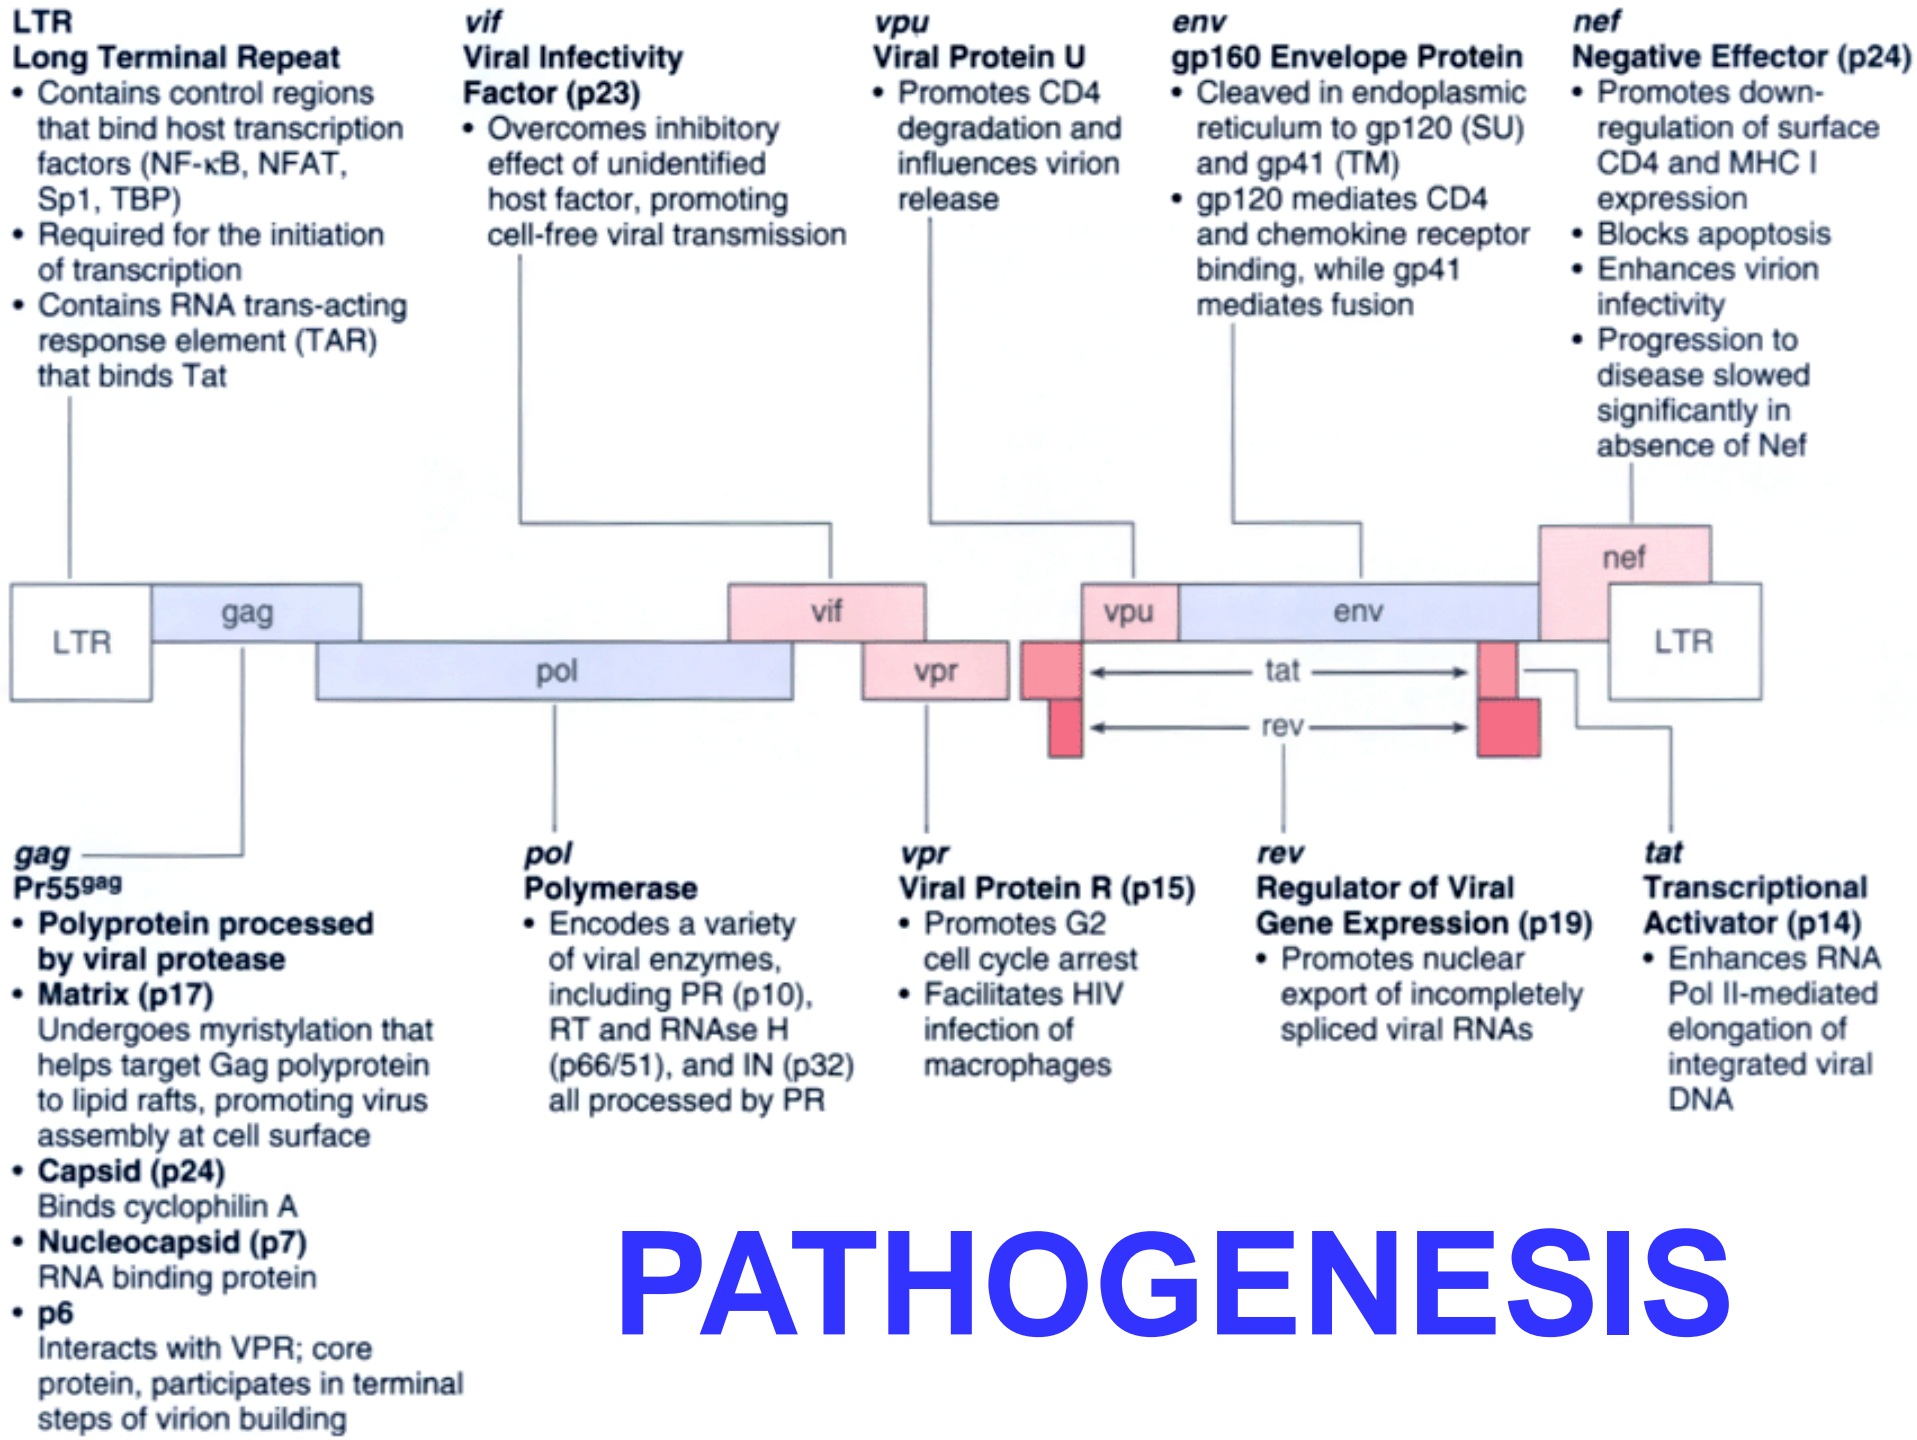 LTR
Long Terminal Repeat
• Contains control regions
that bind host transcription
factors (NF-κB, NFAT,
Sp1, TBP)
• Required for the initiation
of transcription
• Contains RNA trans-acting
response element (TAR)
that binds Tat
vif
Viral Infectivity
Factor (p23)
• Overcomes inhibitory
effect of unidentified
host factor, promoting
cell-free viral transmission
vpu
Viral Protein U
• Promotes CD4
degradation and
influences virion
release
env
gp160 Envelope Protein
• Cleaved in endoplasmic
reticulum to gp120 (SU)
and gp41 (TM)
• gp120 mediates CD4
and chemokine receptor
binding, while gp41
mediates fusion
nef
Negative Effector (p24)
• Promotes down-
regulation of surface
CD4 and MHC I
expression
• Blocks apoptosis
• Enhances virion
infectivity
• Progression to
disease slowed
significantly in
absence of Nef
LTR
gag
pol
vif
vpr
vpu
env
tat
rev
nef
LTR
gag
Pr55gag
• Polyprotein processed
by viral protease
• Matrix (p17)
Undergoes myristylation that
helps target Gag polyprotein
to lipid rafts, promoting virus
assembly at cell surface
• Capsid (p24)
Binds cyclophilin A
• Nucleocapsid (p7)
RNA binding protein
• p6
Interacts with VPR; core
protein, participates in terminal
steps of virion building
pol
Polymerase
• Encodes a variety
of viral enzymes,
including PR (p10),
RT and RNAse H
(p66/51), and IN (p32)
all processed by PR
vpr
Viral Protein R (p15)
• Promotes G2
cell cycle arrest
• Facilitates HIV
infection of
macrophages
rev
Regulator of Viral
Gene Expression (p19)
• Promotes nuclear
export of incompletely
spliced viral RNAs
tat
Transcriptional
Activator (p14)
• Enhances RNA
Pol II-mediated
elongation of
integrated viral
DNA
PATHOGENESIS